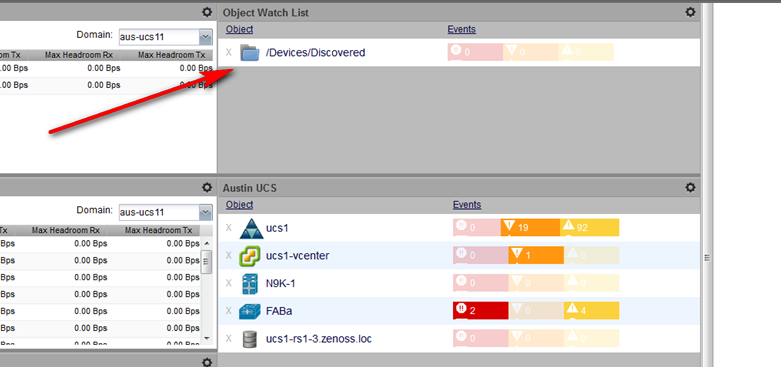 Object Watch List
Domain: aus-ucs11
Object Events
om Tx Max Headroom Rx Max Headroom Tx
.00 Bps 0.00 Bps 0.00 Bps
.00 Bps 0.00 Bps 0.00 Bps
X /Devices/Discovered 0 0 0
Austin UCS
Domain: aus-ucs11
Object Events
Tx Max Headroom Rx Max Headroom Tx
Bps 0.00 Bps 0.00 Bps
Bps 0.00 Bps 0.00 Bps
Bps 0.00 Bps 0.00 Bps
Bps 0.00 Bps 0.00 Bps
Bps 0.00 Bps 0.00 Bps
Bps 0.00 Bps 0.00 Bps
X ucs1 0 19 92
X ucs1-vcenter 0 1 0
X N9K-1 0 0 0
X FABa 2 0 4
X ucs1-rs1-3.zenoss.loc 0 0 0